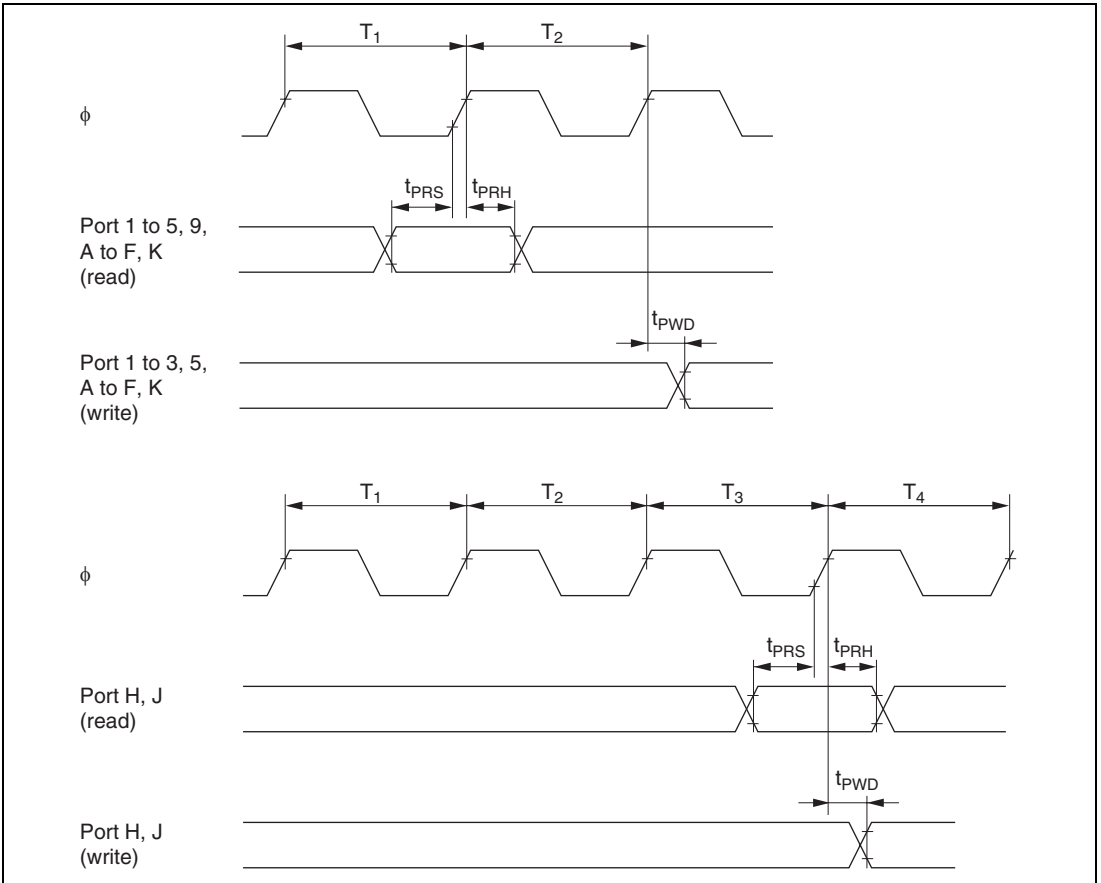 T1 T2
ϕ
tPRS tPRH
Port 1 to 5, 9,
A to F, K
(read)
tPWD
Port 1 to 3, 5,
A to F, K
(write)
T1 T2 T3 T4
ϕ
tPRS tPRH
Port H, J
(read)
tPWD
Port H, J
(write)